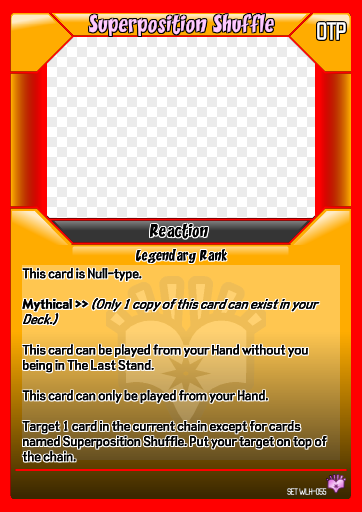 Superposition Shuffle
0TP
Reaction
Legendary Rank
This card is Null-type.
Mythical >> (Only 1 copy of this card can exist in your
Deck.)
This card can be played from your Hand without you
being in The Last Stand.
This card can only be played from your Hand.
Target 1 card in the current chain except for cards
named Superposition Shuffle. Put your target on top of
the chain.
SET WLH-055